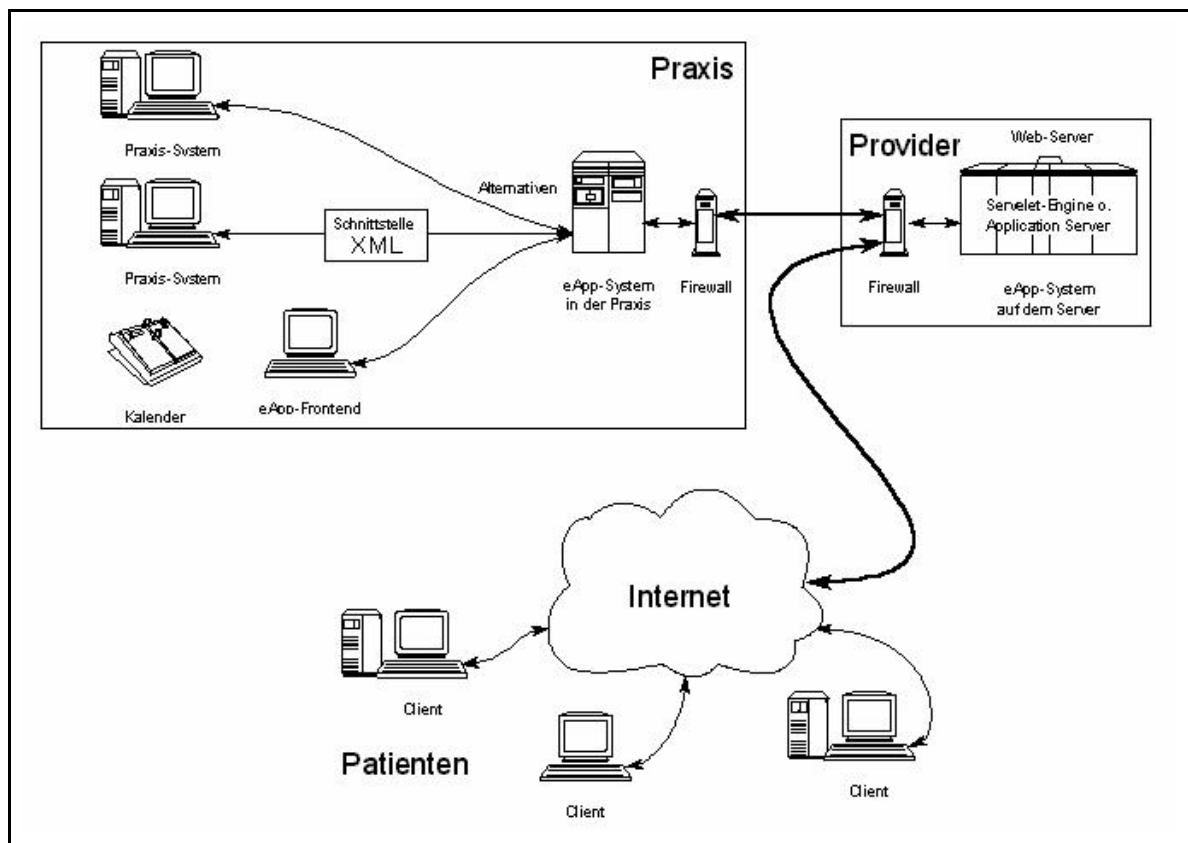 Praxis
Praxis-System
Alternativen
Schnittstelle
XML
Praxis-System
eApp-System
in der Praxis
Firewall
Kalender
eApp-Frontend
Provider
Web-Server
Servelet-Engine o.
Application Server
Firewall
eApp-System
auf dem Server
Internet
Client
Patienten
Client
Client